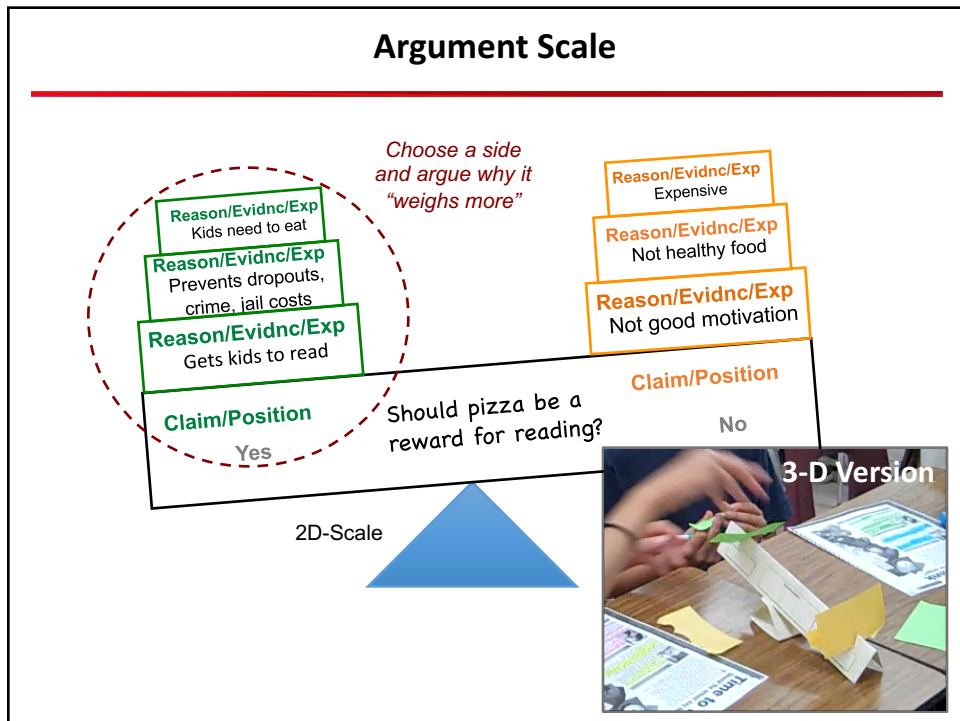 Argument Scale
Choose a side
and argue why it
“weighs more”
Reason/Evidnc/Exp
Kids need to eat
Reason/Evidnc/Exp
Prevents dropouts,
crime, jail costs
Reason/Evidnc/Exp
Gets kids to read
Claim/Position
Yes
Should pizza be a
reward for reading?
Reason/Evidnc/Exp
Expensive
Reason/Evidnc/Exp
Not healthy food
Reason/Evidnc/Exp
Not good motivation
Claim/Position
No
2D-Scale
3-D Version
Time to